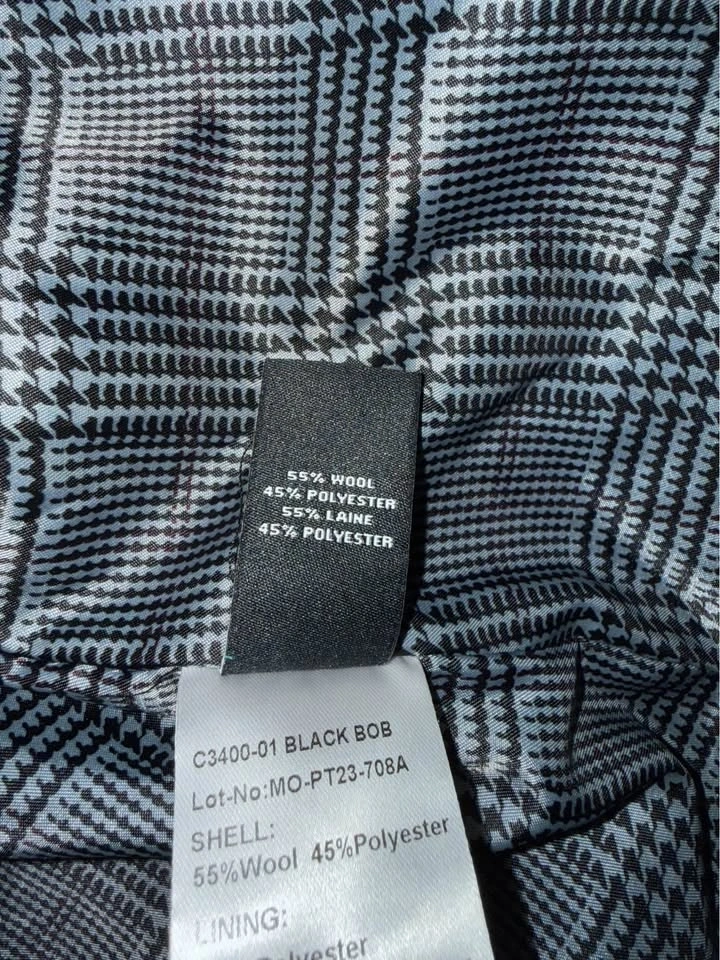 55% WOOL
45% POLYESTER
55% LAINE
45% POLYESTER
C3400-01 BLACK BOB
Lot-No:MO-PT23-708A
SHELL:
55%Wool 45%Polyester
LINING: